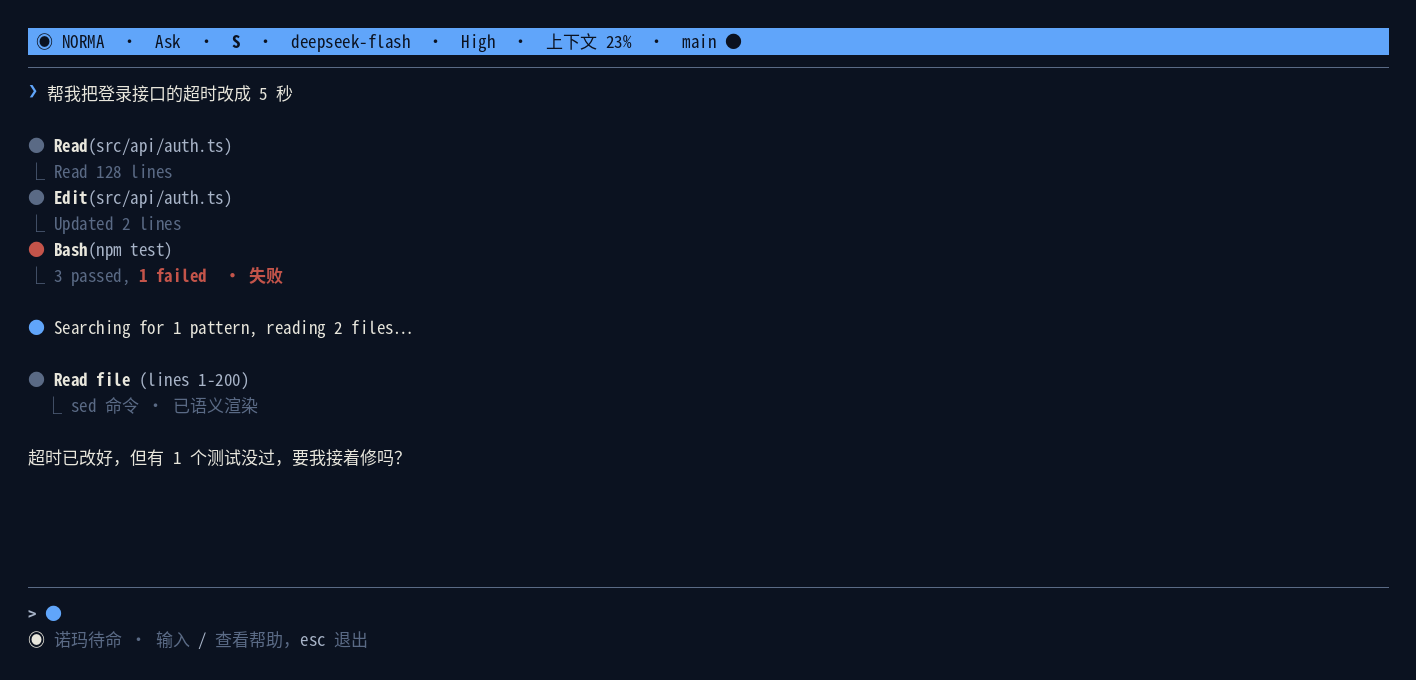 ◉ NORMA · Ask · S · deepseek-flash · High · 上下文 23% · main ●
❯ 帮我把登录接口的超时改成 5 秒
● Read(src/api/auth.ts)
⎿ Read 128 lines
● Edit(src/api/auth.ts)
⎿ Updated 2 lines
● Bash(npm test)
⎿ 3 passed, 1 failed · 失败
● Searching for 1 pattern, reading 2 files...
● Read file (lines 1-200)
⎿ sed 命令 · 已语义渲染
超时已改好，但有 1 个测试没过，要我接着修吗？
> ●
◉ 诺玛待命 · 输入 / 查看帮助，esc 退出